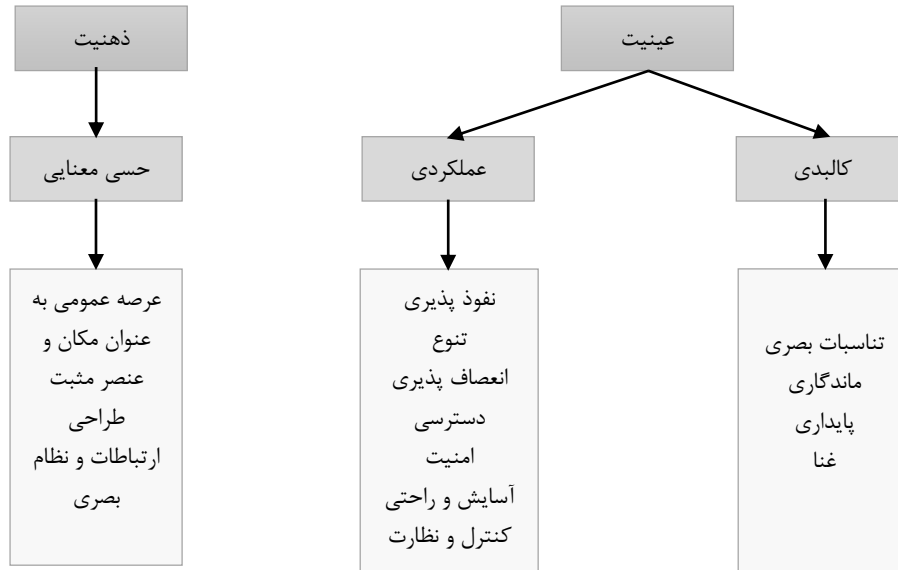 عینیت
ذهنیت
کالبدی
عملکردی
حسی معنایی
تناسبات بصری
ماندگاری
پایداری
غنا
نفوذ پذیری
تنوع
انعصاف پذیری
دسترسی
امنیت
آسایش و راحتی
کنترل و نظارت
عرصه عمومی به
عنوان مکان و
عنصر مثبت
طراحی
ارتباطات و نظام
بصری